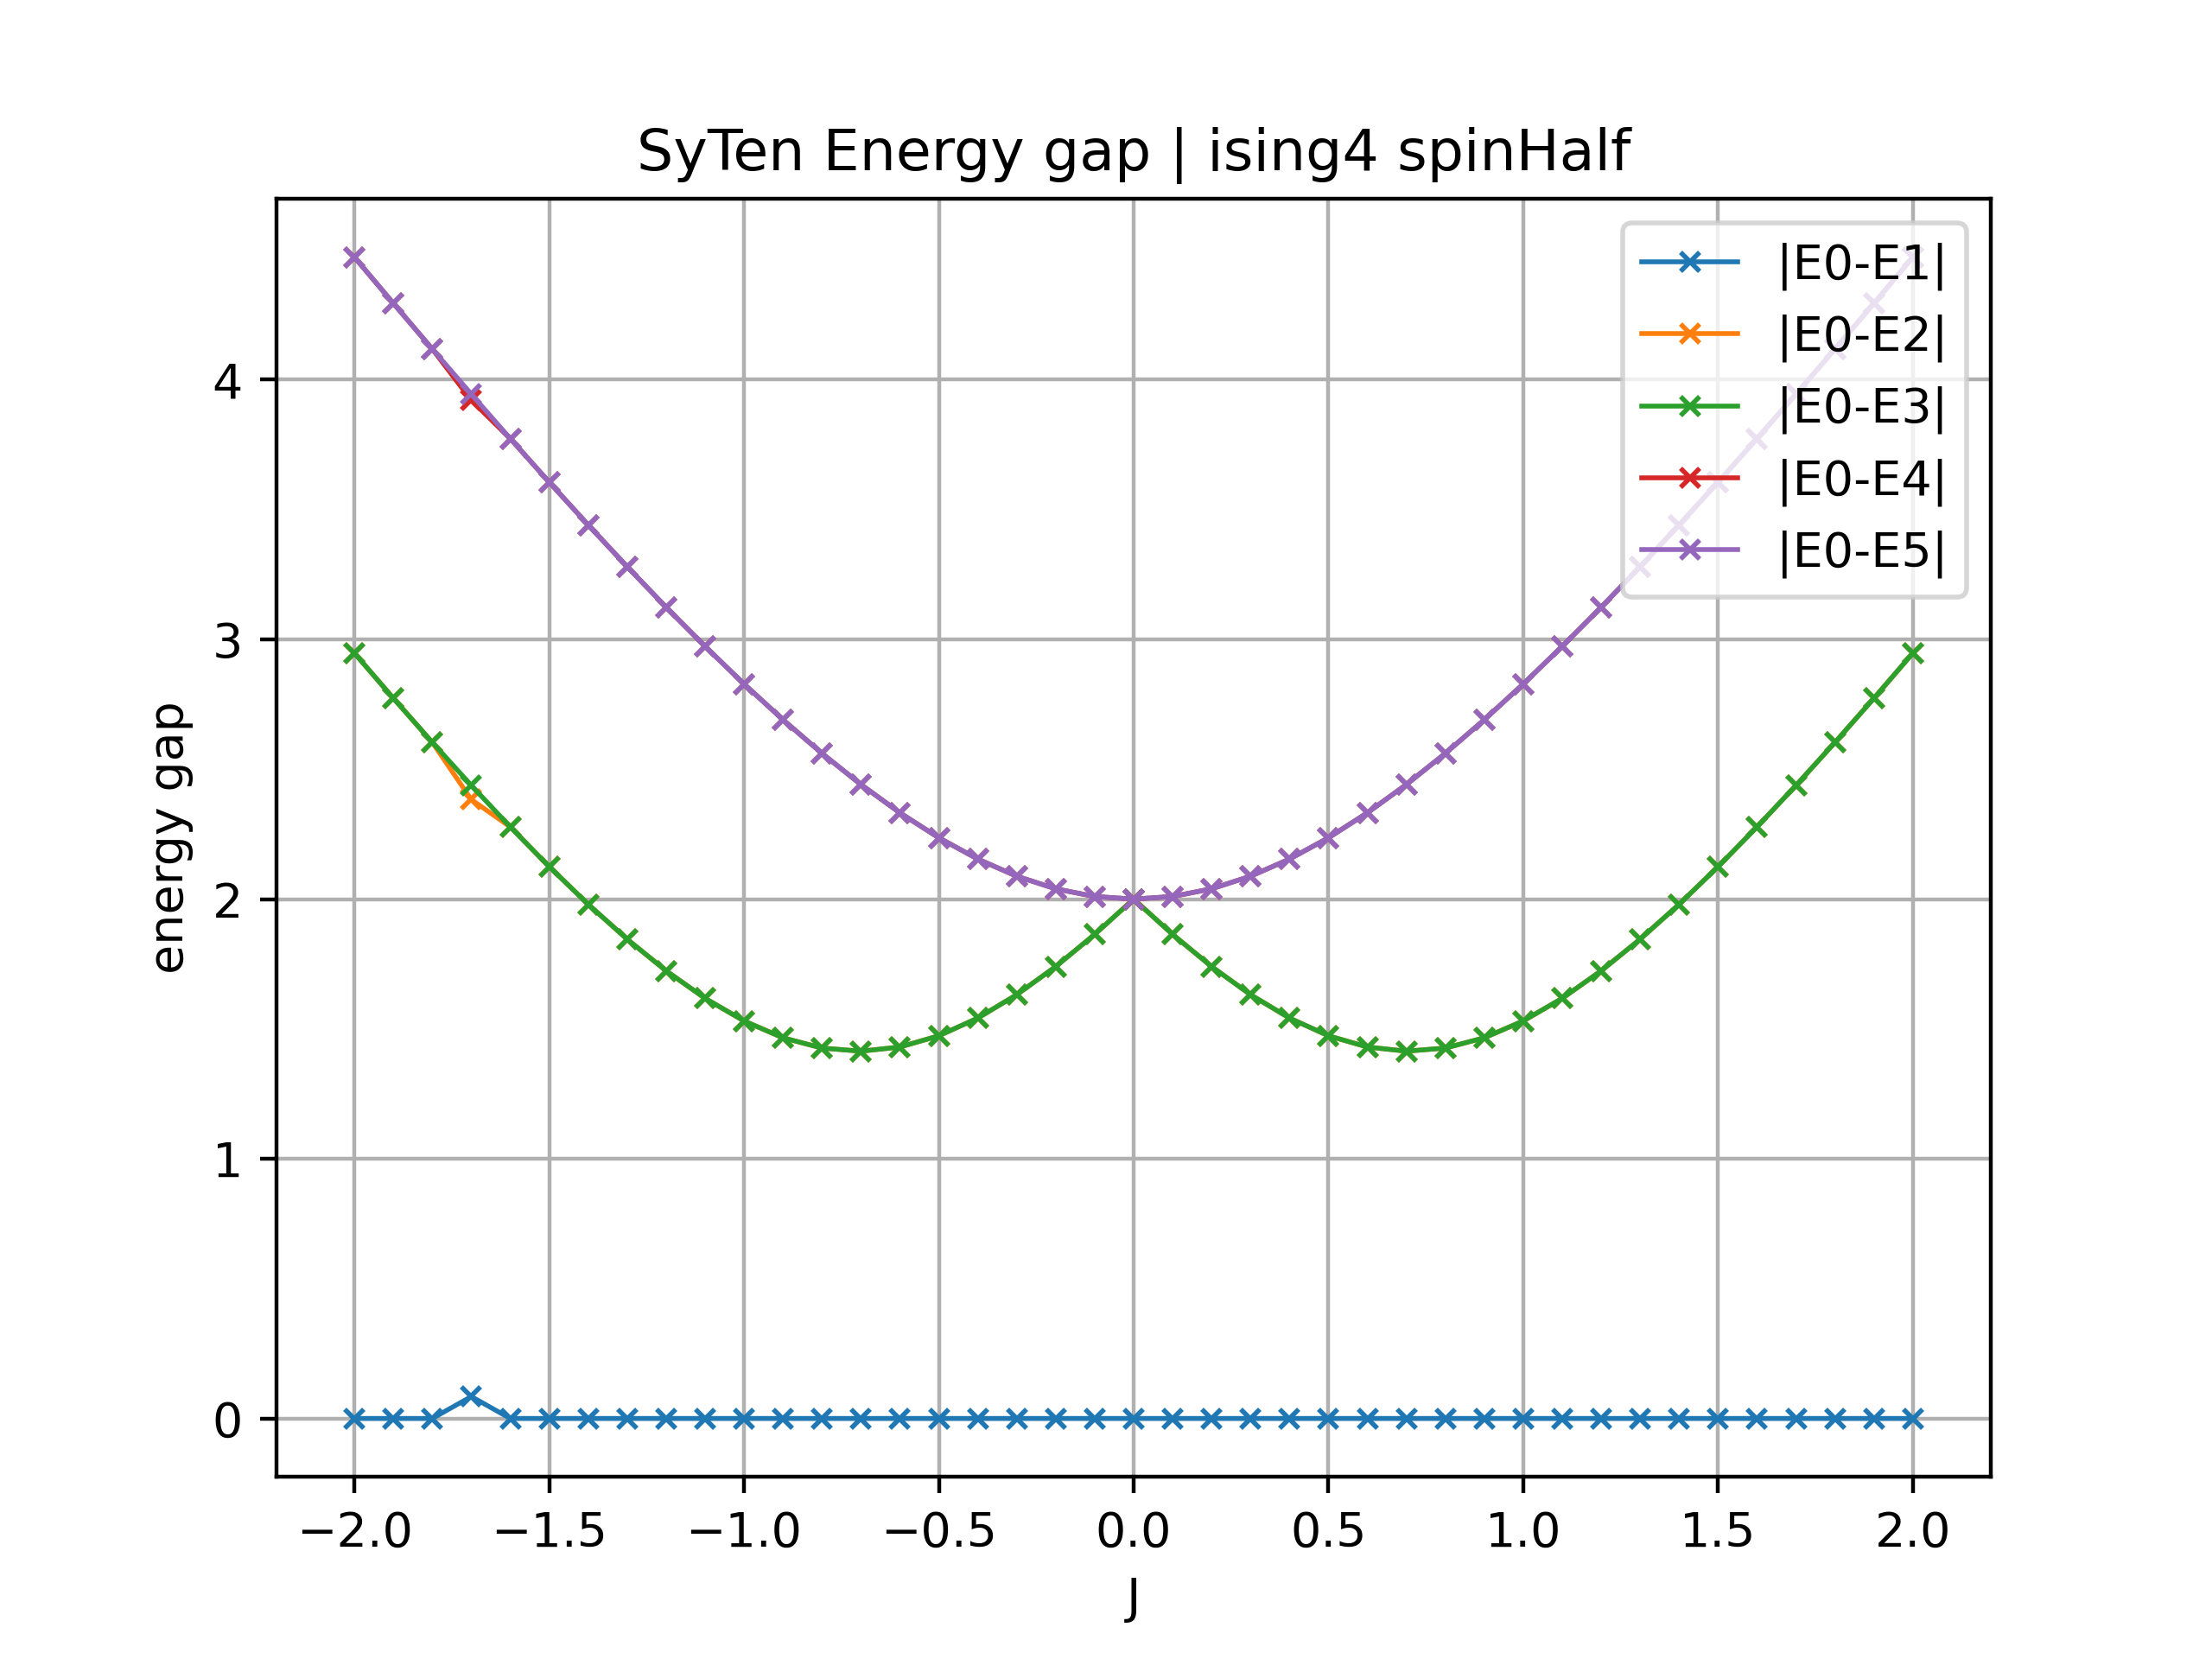 SyTen Energy gap | ising4 spinHalf
|E0-E1|
|E0-E2|
|E0-E3|
|E0-E4|
|E0-E5|
energy gap
4
3
2
1
0
−2.0 −1.5 −1.0 −0.5 0.0 0.5 1.0 1.5 2.0
J